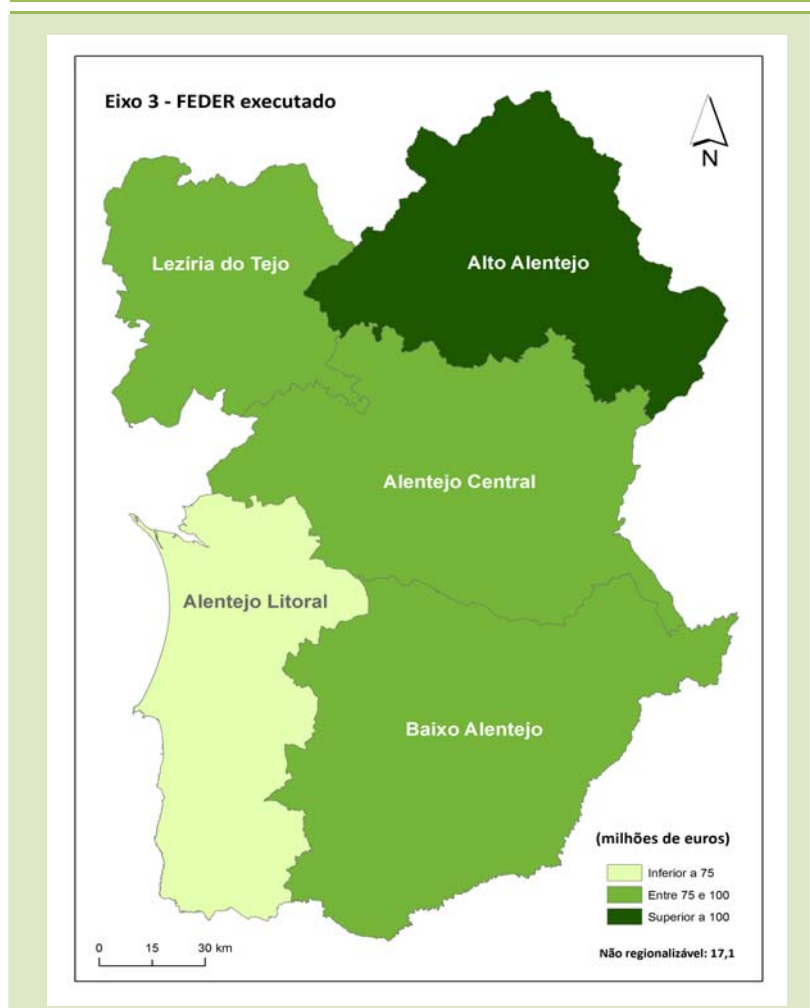 Eixo 3 - FEDER executado
N
Lezíria do Tejo
Alto Alentejo
Alentejo Central
Alentejo Litoral
Baixo Alentejo
(milhões de euros)
Inferior a 75
Entre 75 e 100
Superior a 100
0 15 30 km
Não regionalizável: 17,1